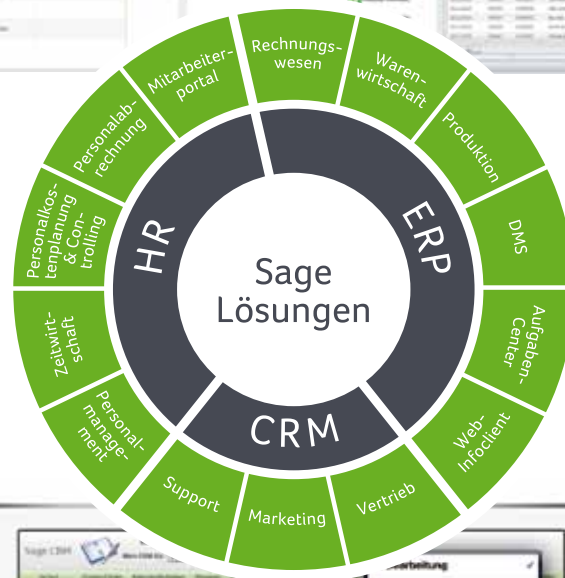 Rechnungs-
wesen
Waren-
wirtschaft
Produktion
DMS
Aufgaben-
Center
Web-
Infoclient
Vertrieb
Marketing
Support
Personal-
manage-
ment
Zeitwirt-
schaft
Personalkos-
tenplanung
& Con-
trolling
Personalab-
rechnung
Mitarbeiter-
portal
HR
ERP
CRM
Sage
Lösungen
Sage CRM
arbeitung